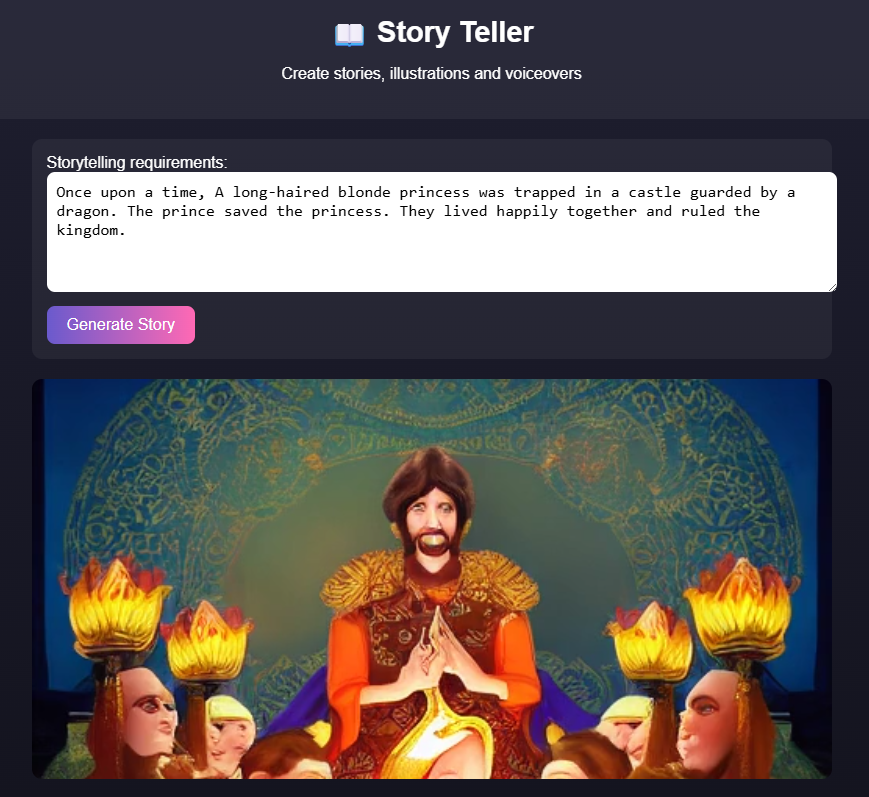 Story Teller
Create stories, illustrations and voiceovers
Storytelling requirements:
Once upon a time, A long-haired blonde princess was trapped in a castle guarded by a
dragon. The prince saved the princess. They lived happily together and ruled the
kingdom.
Generate Story